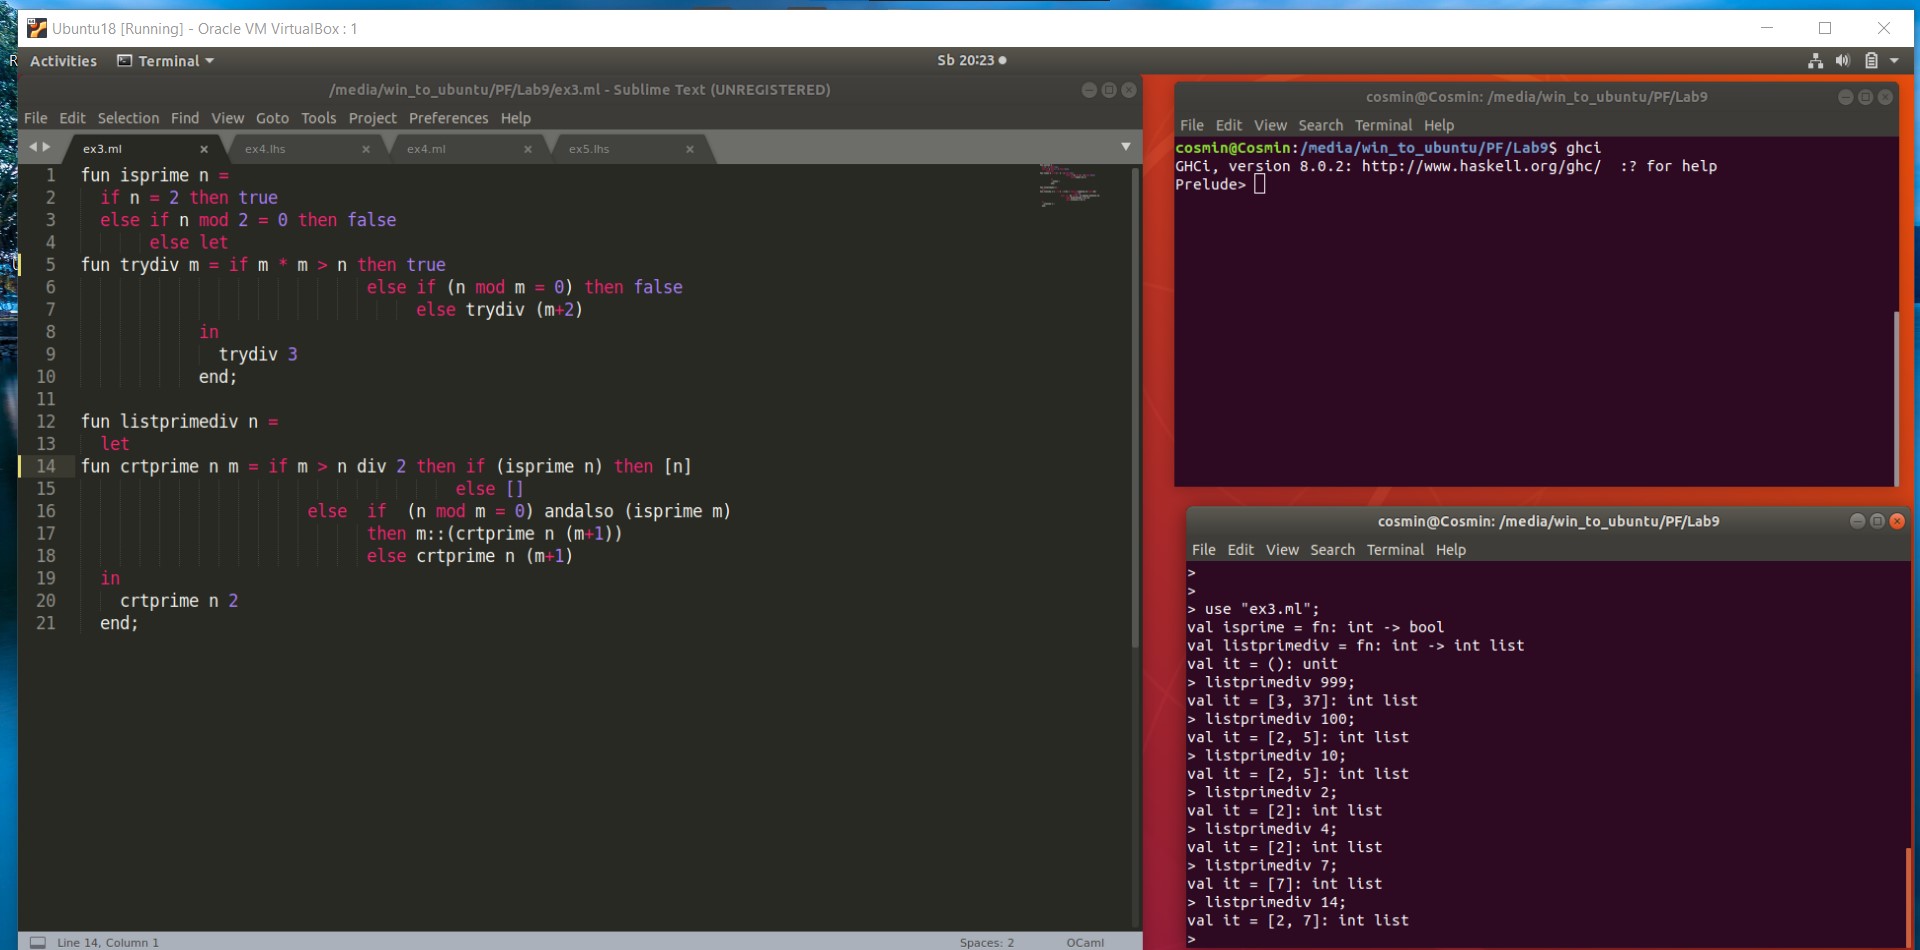 Ubuntu18 [Running] - Oracle VM VirtualBox : 1
Activities Terminal Sb 20:23
/media/win_to_ubuntu/PF/Lab9/ex3.ml - Sublime Text (UNREGISTERED)
File Edit Selection Find View Goto Tools Project Preferences Help
ex3.ml ex4.lhs ex4.ml ex5.lhs
1 fun isprime n =
2 if n = 2 then true
3 else if n mod 2 = 0 then false
4 else let
5 fun trydiv m = if m * m > n then true
6 else if (n mod m = 0) then false
7 else trydiv (m+2)
8 in
9 trydiv 3
10 end;
11
12 fun listprimediv n =
13 let
14 fun crtprime n m = if m > n div 2 then if (isprime n) then [n]
15 else []
16 else if (n mod m = 0) andalso (isprime m)
17 then m::(crtprime n (m+1))
18 else crtprime n (m+1)
19 in
20 crtprime n 2
21 end;
Line 14, Column 1 Spaces: 2 OCaml
cosmin@Cosmin: /media/win_to_ubuntu/PF/Lab9
File Edit View Search Terminal Help
cosmin@Cosmin:/media/win_to_ubuntu/PF/Lab9$ ghci
GHCi, version 8.0.2: http://www.haskell.org/ghc/ :? for help
Prelude>
cosmin@Cosmin: /media/win_to_ubuntu/PF/Lab9
File Edit View Search Terminal Help
>
>
> use "ex3.ml";
val isprime = fn: int -> bool
val listprimediv = fn: int -> int list
val it = (): unit
> listprimediv 999;
val it = [3, 37]: int list
> listprimediv 100;
val it = [2, 5]: int list
> listprimediv 10;
val it = [2, 5]: int list
> listprimediv 2;
val it = [2]: int list
> listprimediv 4;
val it = [2]: int list
> listprimediv 7;
val it = [7]: int list
> listprimediv 14;
val it = [2, 7]: int list
>